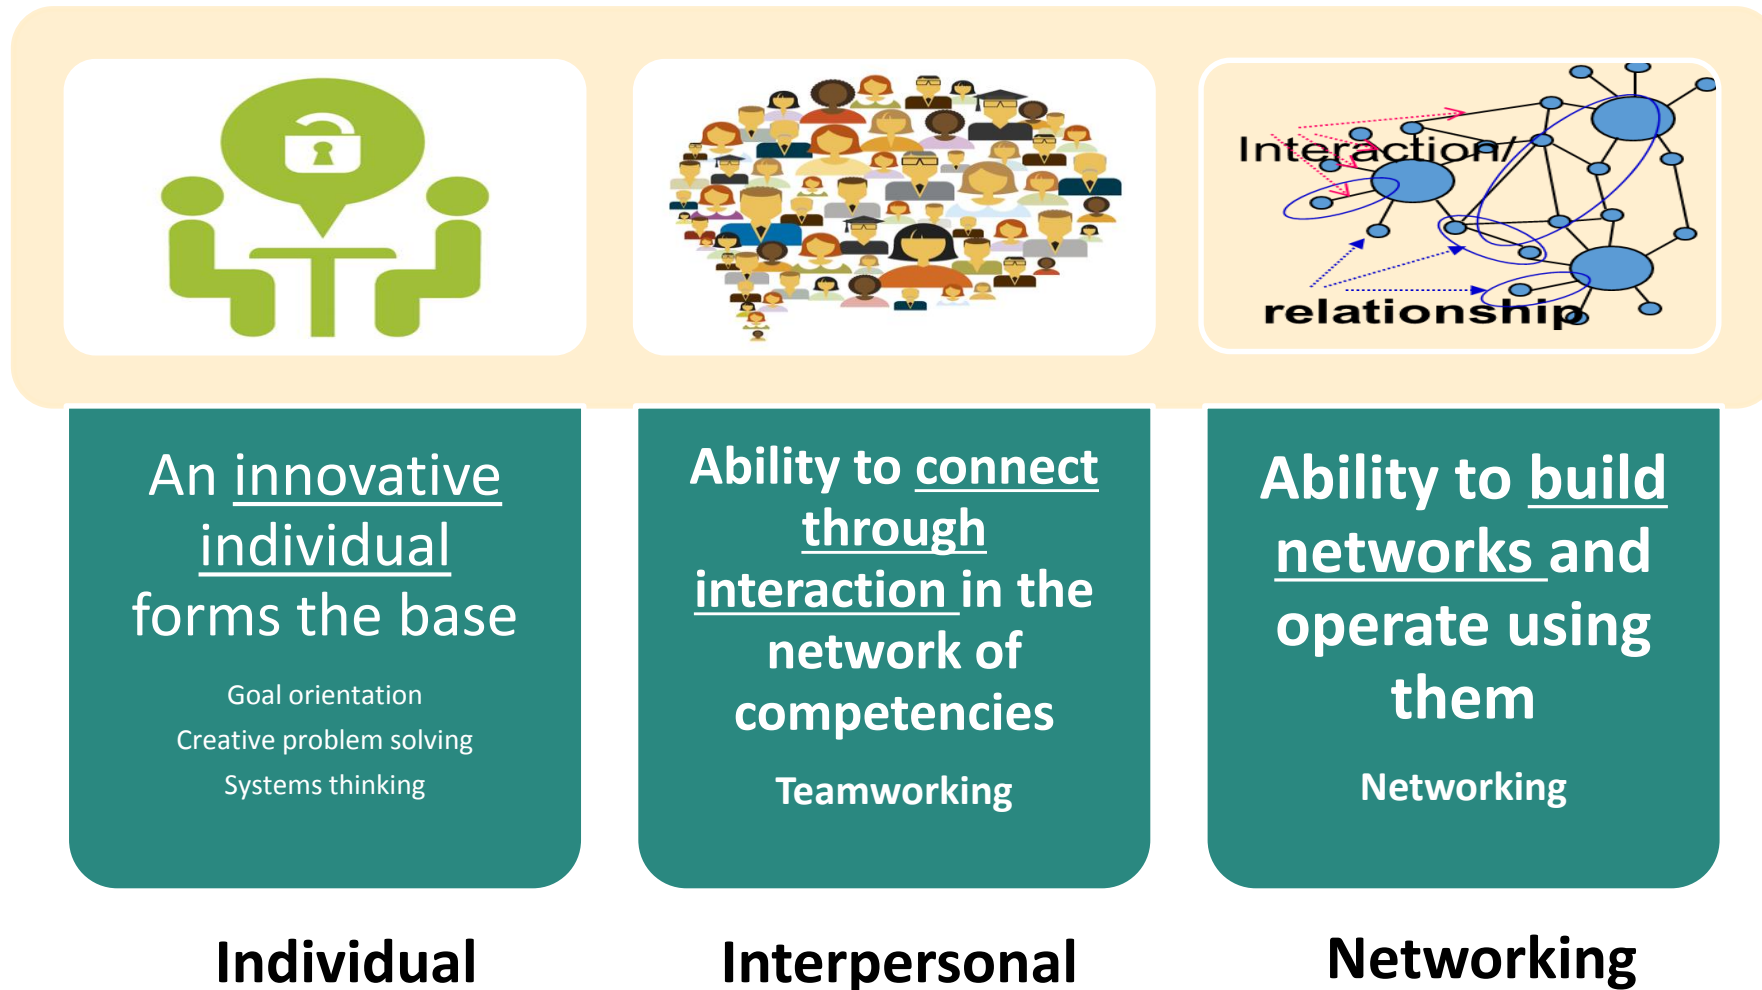 Interaction/
relationship
An innovative
individual
forms the base
Goal orientation
Creative problem solving
Systems thinking
Individual
Ability to connect
through
interaction in the
network of
competencies
Teamworking
Interpersonal
Ability to build
networks and
operate using
them
Networking
Networking